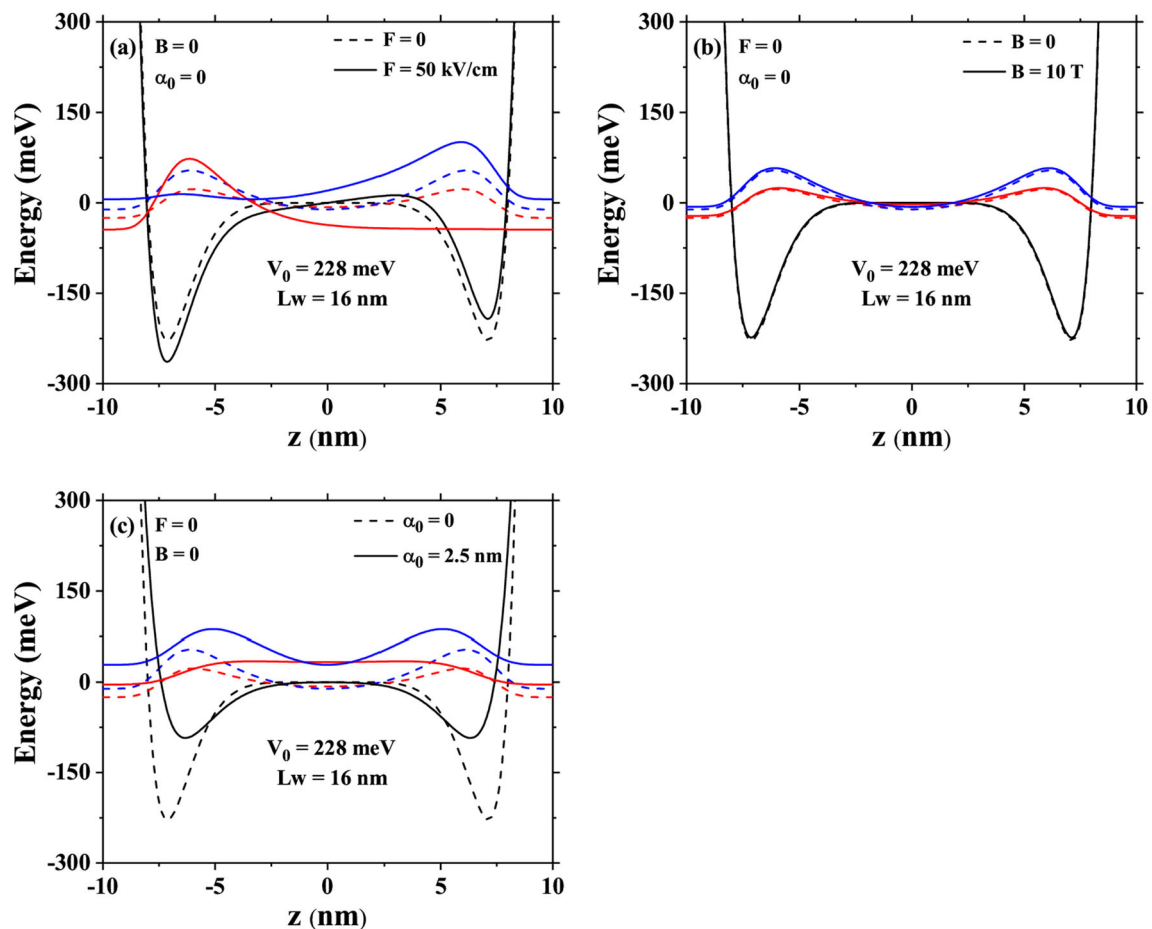 (a)
B = 0
α₀ = 0
F = 0
F = 50 kV/cm
V₀ = 228 meV
Lw = 16 nm
Energy (meV)
300
150
0
-150
-300
-10
-5
0
5
10
z (nm)
(b)
F = 0
α₀ = 0
B = 0
B = 10 T
V₀ = 228 meV
Lw = 16 nm
Energy (meV)
300
150
0
-150
-300
-10
-5
0
5
10
z (nm)
(c)
F = 0
B = 0
α₀ = 0
α₀ = 2.5 nm
V₀ = 228 meV
Lw = 16 nm
Energy (meV)
300
150
0
-150
-300
-10
-5
0
5
10
z (nm)